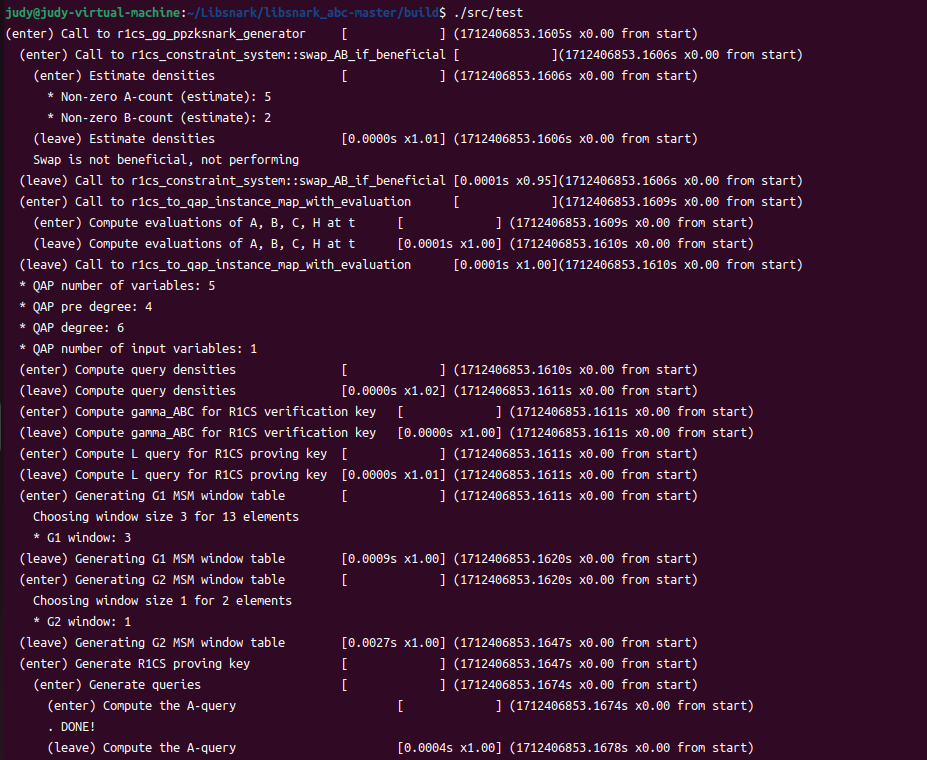 judy@judy-virtual-machine:~/Libsnark/libsnark_abc-master/build$ ./src/test
(enter) Call to r1cs_gg_ppzksnark_generator     [             ] (1712406853.1605s x0.00 from start)
  (enter) Call to r1cs_constraint_system::swap_AB_if_beneficial [             ](1712406853.1606s x0.00 from start)
    (enter) Estimate densities                  [             ] (1712406853.1606s x0.00 from start)
      * Non-zero A-count (estimate): 5
      * Non-zero B-count (estimate): 2
    (leave) Estimate densities                  [0.0000s x1.01] (1712406853.1606s x0.00 from start)
    Swap is not beneficial, not performing
  (leave) Call to r1cs_constraint_system::swap_AB_if_beneficial [0.0001s x0.95](1712406853.1606s x0.00 from start)
  (enter) Call to r1cs_to_qap_instance_map_with_evaluation      [             ](1712406853.1609s x0.00 from start)
    (enter) Compute evaluations of A, B, C, H at t      [             ] (1712406853.1609s x0.00 from start)
    (leave) Compute evaluations of A, B, C, H at t      [0.0001s x1.00] (1712406853.1610s x0.00 from start)
  (leave) Call to r1cs_to_qap_instance_map_with_evaluation      [0.0001s x1.00](1712406853.1610s x0.00 from start)
  * QAP number of variables: 5
  * QAP pre degree: 4
  * QAP degree: 6
  * QAP number of input variables: 1
  (enter) Compute query densities               [             ] (1712406853.1610s x0.00 from start)
  (leave) Compute query densities               [0.0000s x1.02] (1712406853.1611s x0.00 from start)
  (enter) Compute gamma_ABC for R1CS verification key   [             ] (1712406853.1611s x0.00 from start)
  (leave) Compute gamma_ABC for R1CS verification key   [0.0000s x1.00] (1712406853.1611s x0.00 from start)
  (enter) Compute L query for R1CS proving key  [             ] (1712406853.1611s x0.00 from start)
  (leave) Compute L query for R1CS proving key  [0.0000s x1.01] (1712406853.1611s x0.00 from start)
  (enter) Generating G1 MSM window table        [             ] (1712406853.1611s x0.00 from start)
    Choosing window size 3 for 13 elements
    * G1 window: 3
  (leave) Generating G1 MSM window table        [0.0009s x1.00] (1712406853.1620s x0.00 from start)
  (enter) Generating G2 MSM window table        [             ] (1712406853.1620s x0.00 from start)
    Choosing window size 1 for 2 elements
    * G2 window: 1
  (leave) Generating G2 MSM window table        [0.0027s x1.00] (1712406853.1647s x0.00 from start)
  (enter) Generate R1CS proving key             [             ] (1712406853.1647s x0.00 from start)
    (enter) Generate queries                    [             ] (1712406853.1674s x0.00 from start)
      (enter) Compute the A-query                       [             ] (1712406853.1674s x0.00 from start)
      . DONE!
      (leave) Compute the A-query                       [0.0004s x1.00] (1712406853.1678s x0.00 from start)